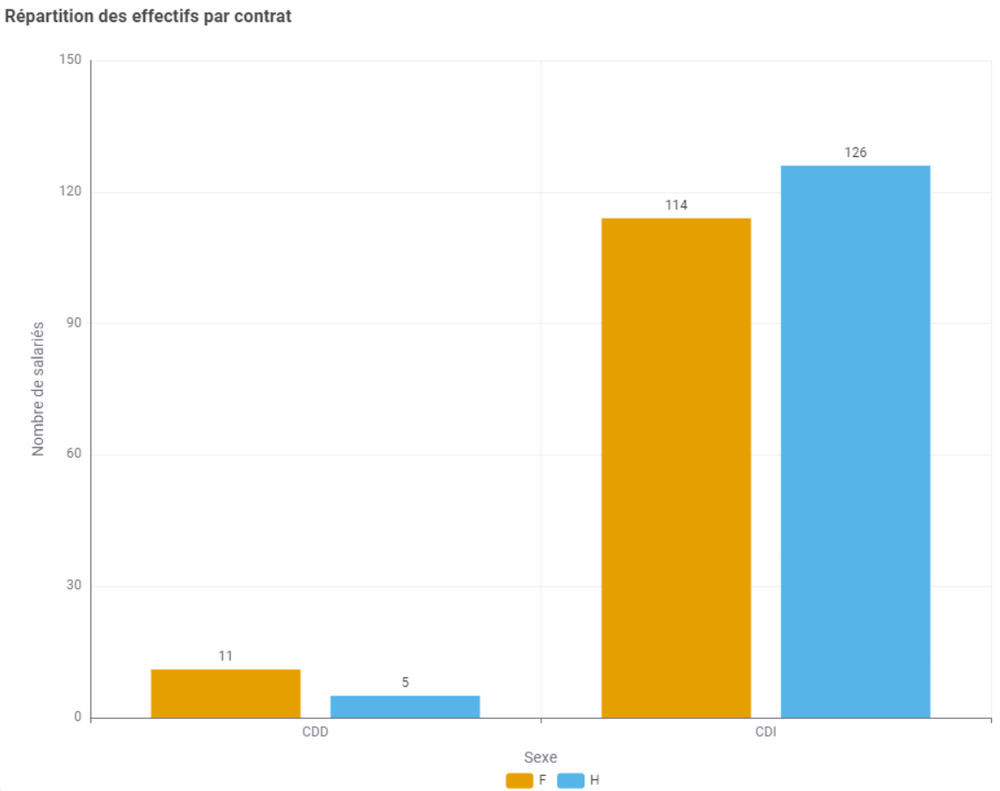 Répartition des effectifs par contrat
150
120
90
60
30
0
Nombre de salariés
11
5
114
126
CDD
CDI
Sexe
F
H